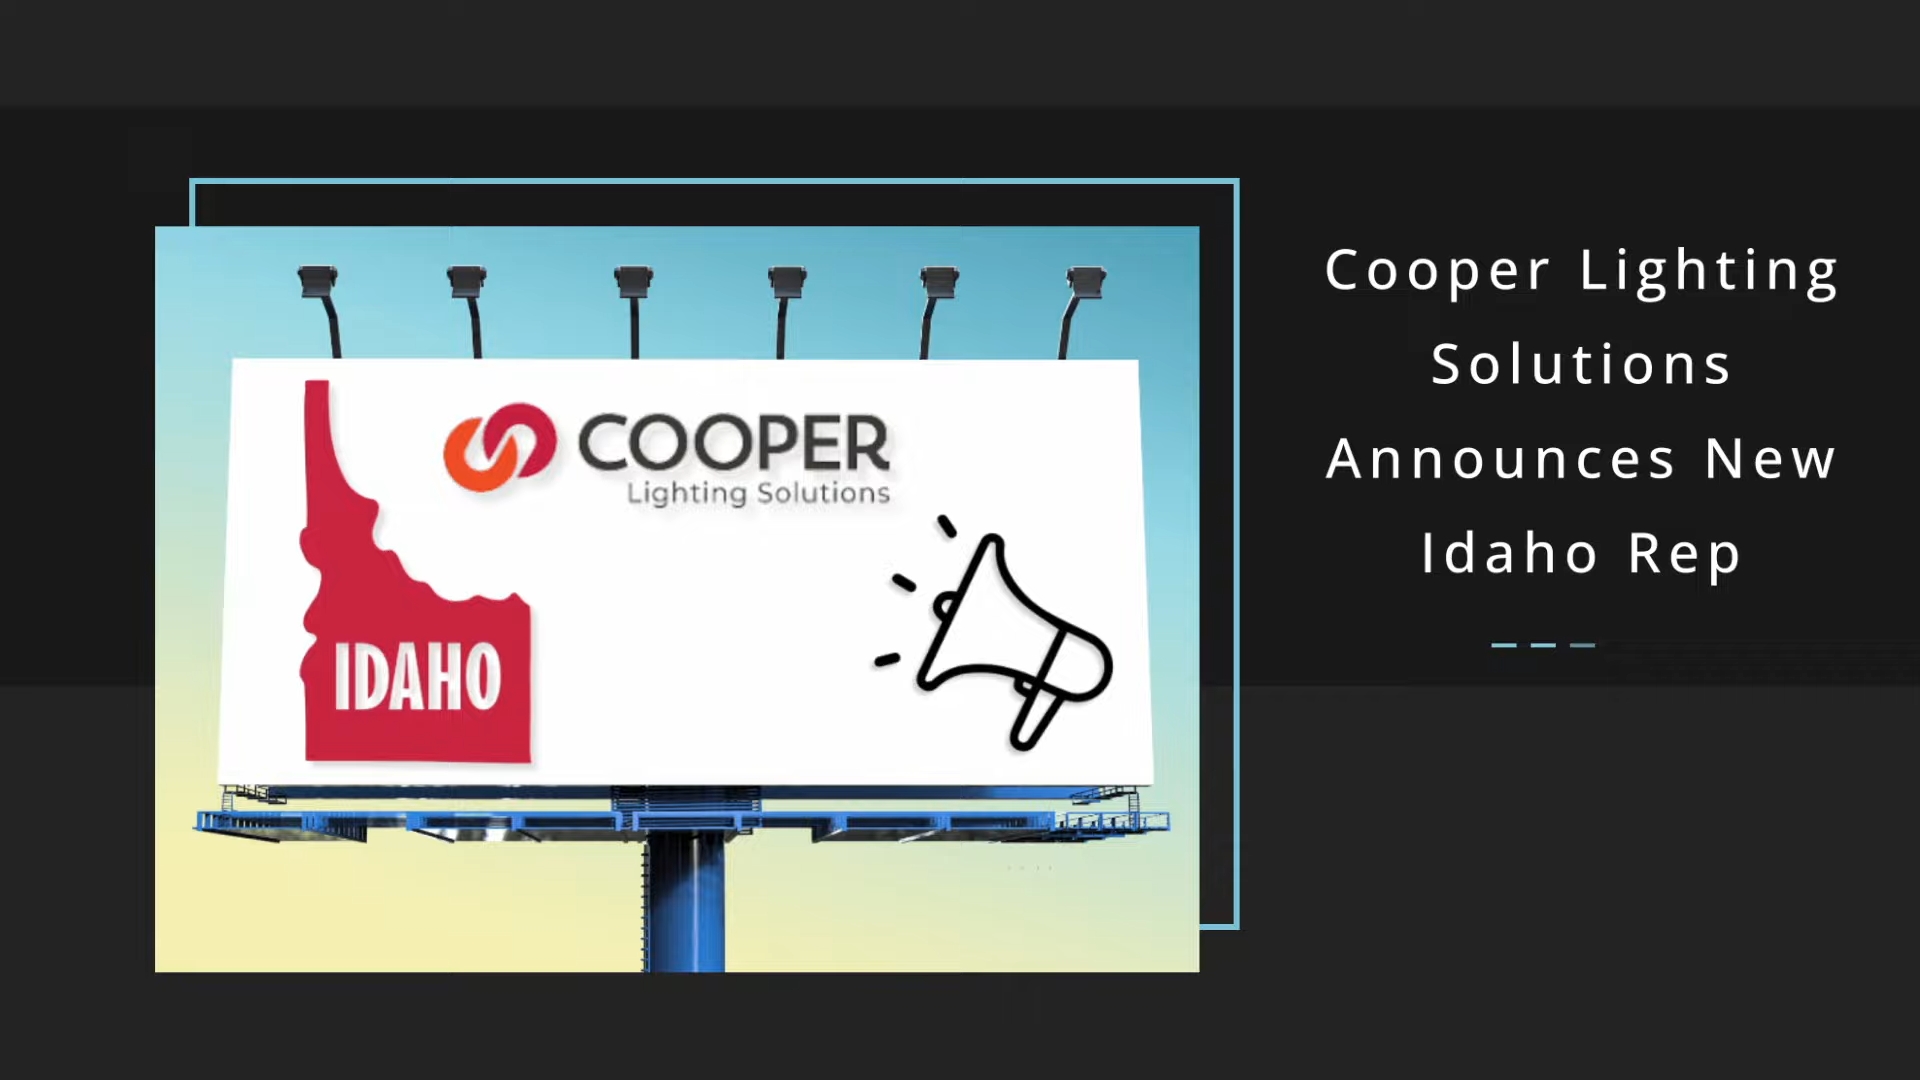 COOPER
Lighting Solutions
IDAHO
Cooper Lighting
Solutions
Announces New
Idaho Rep